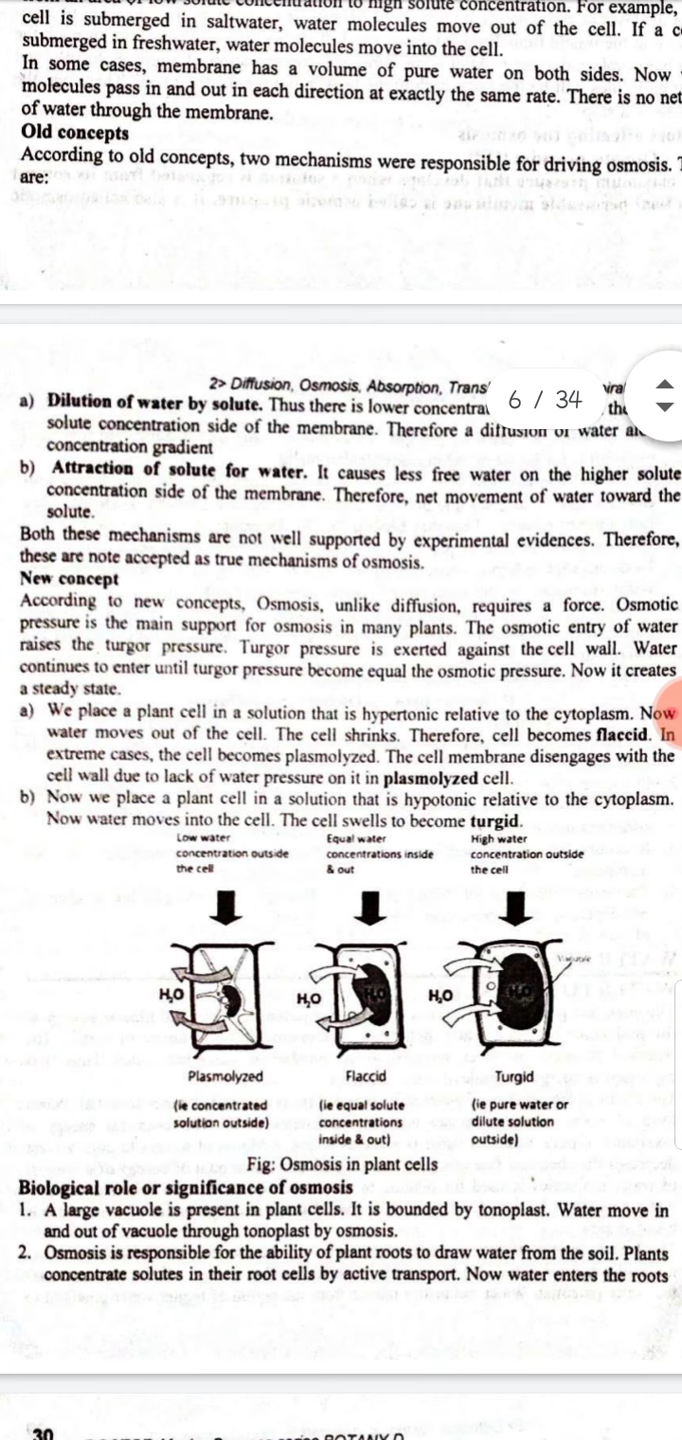 cell is submerged in saltwater, water molecules move out of the cell. If a
submerged in freshwater, water molecules move into the cell.
In some cases, membrane has a volume of pure water on both sides. Now
molecules pass in and out in each direction at exactly the same rate. There is no net
of water through the membrane.
Old concepts
According to old concepts, two mechanisms were responsible for driving osmosis.
are:
2> Diffusion, Osmosis, Absorption,
6 / 34
a) Dilution of water by solute. Thus there is lower
solute concentration side of the membrane. Therefore a diffusion of water
concentration gradient
b) Attraction of solute for water. It causes less free water on the higher solute
concentration side of the membrane. Therefore, net movement of water toward the
solute.
Both these mechanisms are not well supported by experimental evidences. Therefore,
these are note accepted as true mechanisms of osmosis.
New concept
According to new concepts, Osmosis, unlike diffusion, requires a force. Osmotic
pressure is the main support for osmosis in many plants. The osmotic entry of water
raises the turgor pressure. Turgor pressure is exerted against the cell wall. Water
continues to enter until turgor pressure become equal the osmotic pressure. Now it creates
a steady state.
a) We place a plant cell in a solution that is hypertonic relative to the cytoplasm. Now
water moves out of the cell. The cell shrinks. Therefore, cell becomes flaccid. In
extreme cases, the cell becomes plasmolyzed. The cell membrane disengages with the
cell wall due to lack of water pressure on it in plasmolyzed cell.
b) Now we place a plant cell in a solution that is hypotonic relative to the cytoplasm.
Now water moves into the cell. The cell swells to become turgid.
Low water
concentration outside
the cell
Equal water
concentrations inside
& out
High water
concentration outside
the cell
Vacuole
H₂O
H₂O
H₂O
H₂O
H₂O
Plasmolyzed
(ie concentrated
solution outside)
Flaccid
(ie equal solute
concentrations
inside & out)
Turgid
(ie pure water or
dilute solution
outside)
Fig: Osmosis in plant cells
Biological role or significance of osmosis
1. A large vacuole is present in plant cells. It is bounded by tonoplast. Water move in
and out of vacuole through tonoplast by osmosis.
2. Osmosis is responsible for the ability of plant roots to draw water from the soil. Plants
concentrate solutes in their root cells by active transport. Now water enters the roots
30